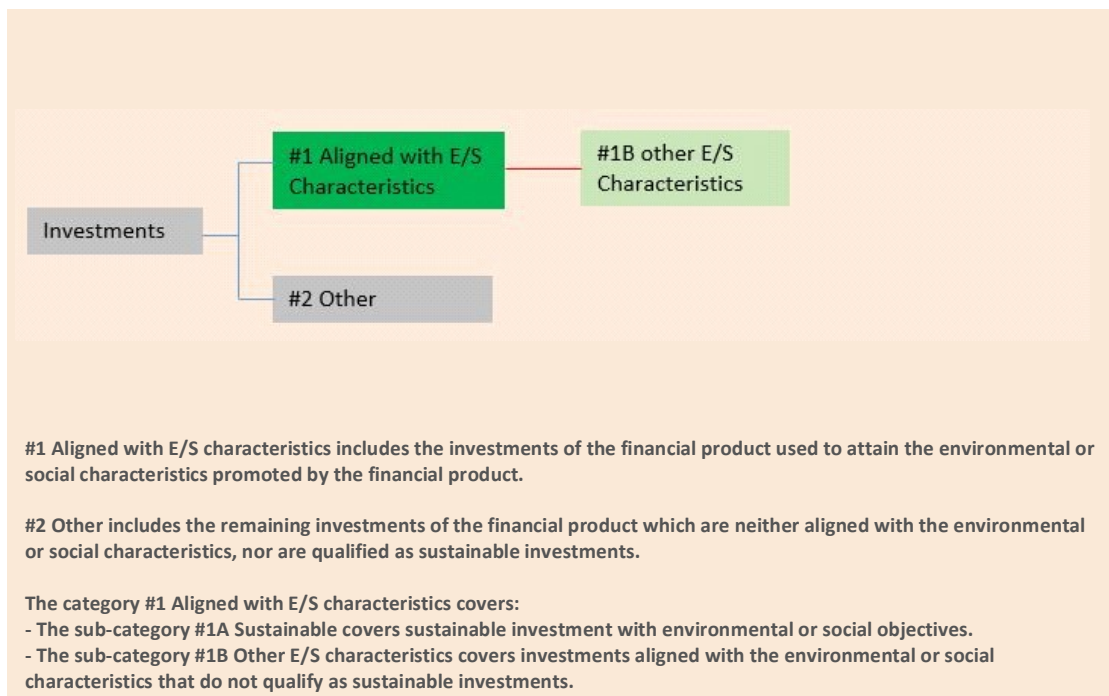 #1 Aligned with E/S
Characteristics
#1B other E/S
Characteristics
Investments
#2 Other
#1 Aligned with E/S characteristics includes the investments of the financial product used to attain the environmental or
social characteristics promoted by the financial product.
#2 Other includes the remaining investments of the financial product which are neither aligned with the environmental
or social characteristics, nor are qualified as sustainable investments.
The category #1 Aligned with E/S characteristics covers:
- The sub-category #1A Sustainable covers sustainable investment with environmental or social objectives.
- The sub-category #1B Other E/S characteristics covers investments aligned with the environmental or social
characteristics that do not qualify as sustainable investments.